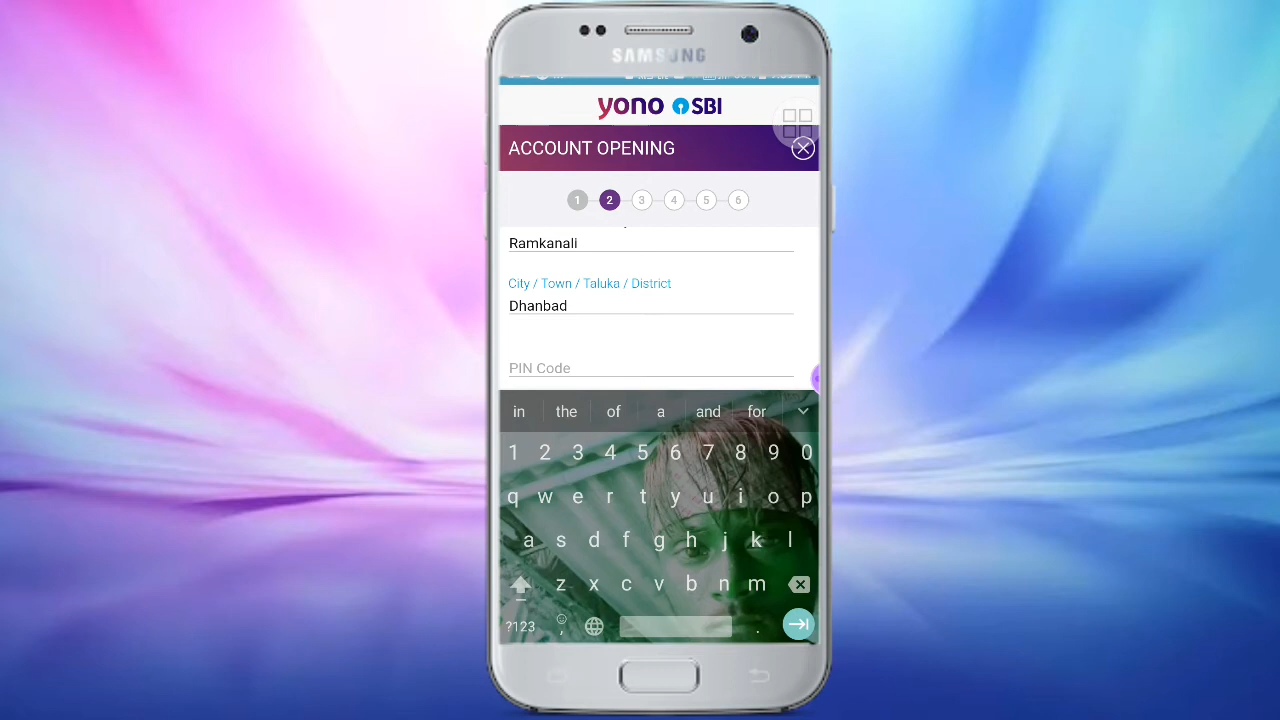 SAMSUNG
yono SBI
ACCOUNT OPENING
1 2 3 4 5 6
Ramkanali
City / Town / Taluka / District
Dhanbad
PIN Code
in the of a and for
1 2 3 4 5 6 7 8 9 0
q w e r t y u i o p
a s d f g h j k l
z x c v b n m
?123 , .